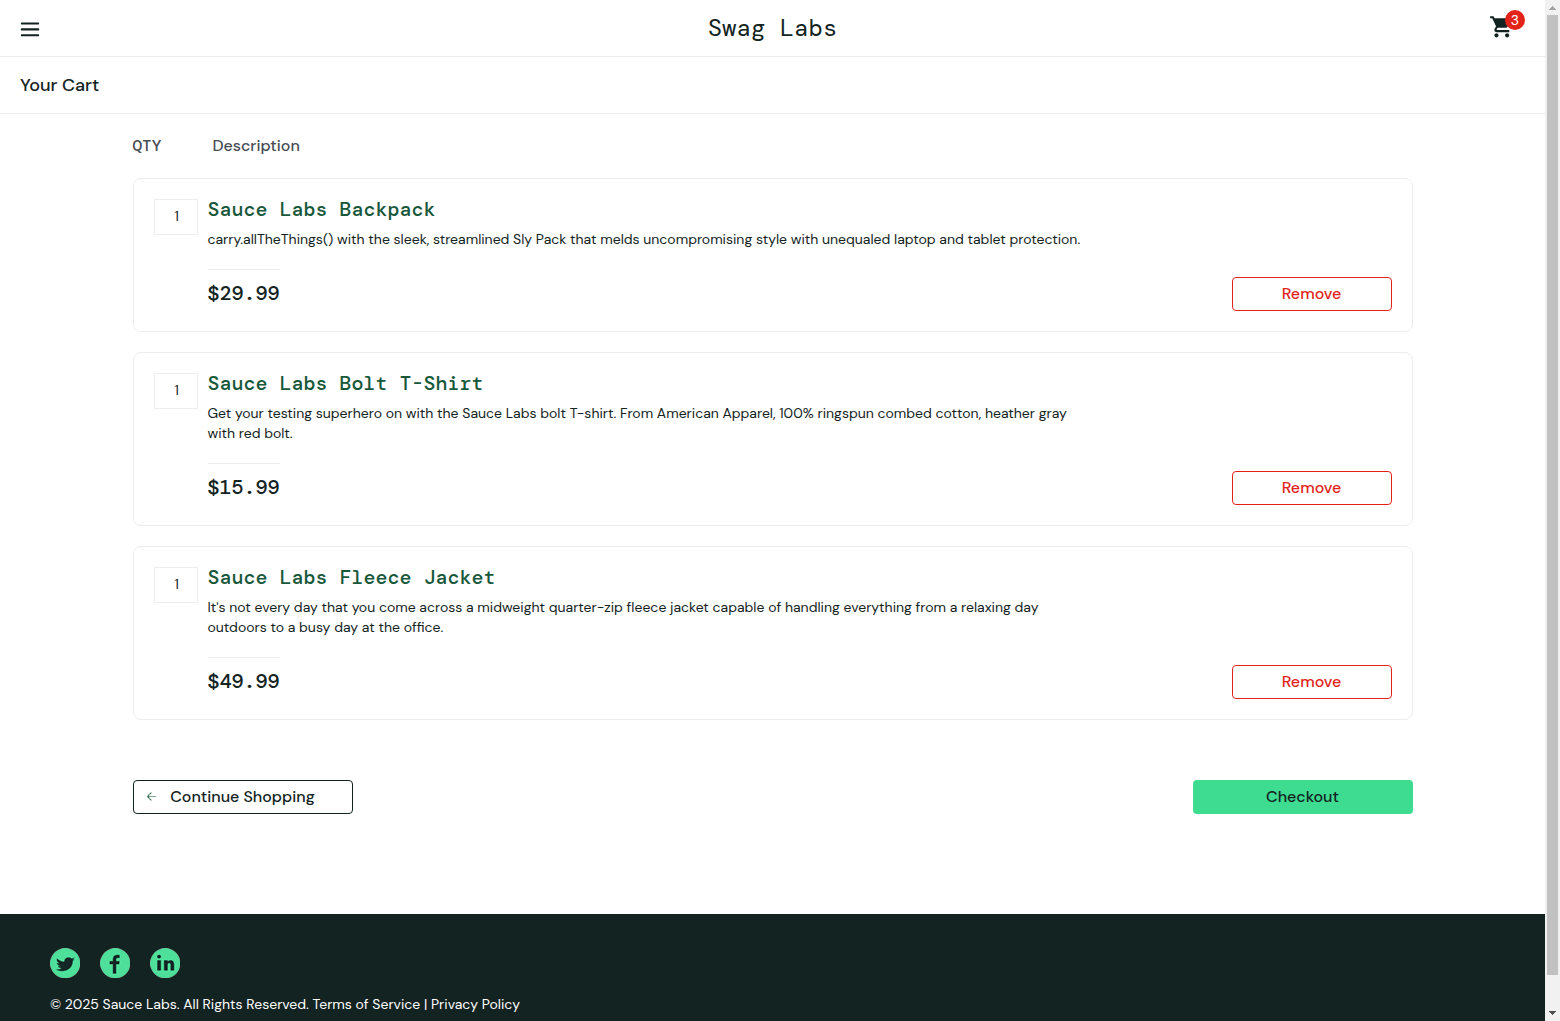 Swag Labs
3
Your Cart
QTY Description
1
Sauce Labs Backpack
carry.allTheThings() with the sleek, streamlined Sly Pack that melds uncompromising style with unequaled laptop and tablet protection.
$29.99
Remove
1
Sauce Labs Bolt T-Shirt
Get your testing superhero on with the Sauce Labs bolt T-shirt. From American Apparel, 100% ringspun combed cotton, heather gray
with red bolt.
$15.99
Remove
1
Sauce Labs Fleece Jacket
It's not every day that you come across a midweight quarter-zip fleece jacket capable of handling everything from a relaxing day
outdoors to a busy day at the office.
$49.99
Remove
Continue Shopping
Checkout
© 2025 Sauce Labs. All Rights Reserved. Terms of Service | Privacy Policy